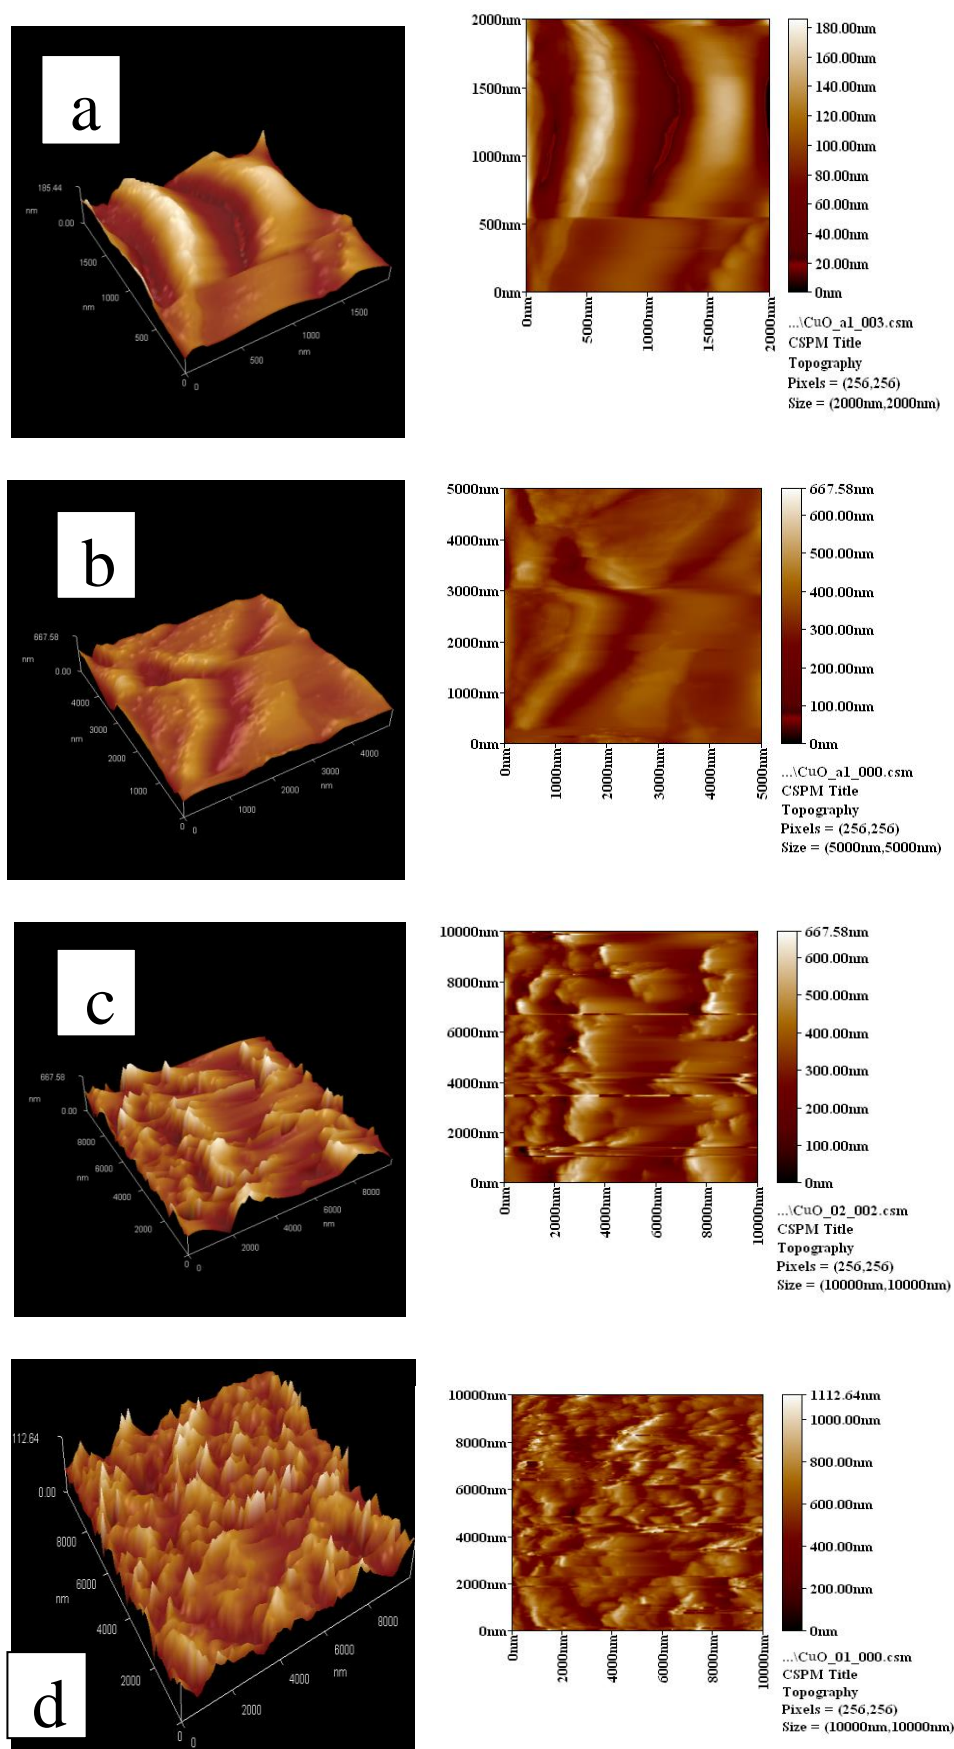 a
185.44
nm
0.00
1500
1000
nm
500
0
0
500
1000
nm
1500
2000nm
1500nm
1000nm
500nm
0nm
0nm
500nm
1000nm
1500nm
2000nm
180.00nm
160.00nm
140.00nm
120.00nm
100.00nm
80.00nm
60.00nm
40.00nm
20.00nm
0nm
...\CuO_a1_003.csm
CSPM Title
Topography
Pixels = (256,256)
Size = (2000nm,2000nm)
b
667.58
nm
0.00
4000
3000
nm
2000
1000
0
0
1000
2000
nm
3000
4000
5000nm
4000nm
3000nm
2000nm
1000nm
0nm
0nm
1000nm
2000nm
3000nm
4000nm
5000nm
667.58nm
600.00nm
500.00nm
400.00nm
300.00nm
200.00nm
100.00nm
0nm
...\CuO_a1_000.csm
CSPM Title
Topography
Pixels = (256,256)
Size = (5000nm,5000nm)
c
667.58
nm
0.00
8000
6000
nm
4000
2000
0
0
2000
4000
nm
6000
8000
10000nm
8000nm
6000nm
4000nm
2000nm
0nm
0nm
2000nm
4000nm
6000nm
8000nm
10000nm
667.58nm
600.00nm
500.00nm
400.00nm
300.00nm
200.00nm
100.00nm
0nm
...\CuO_02_002.csm
CSPM Title
Topography
Pixels = (256,256)
Size = (10000nm,10000nm)
d
112.64
0.00
8000
6000
nm
4000
2000
0
0
2000
4000
nm
6000
8000
10000nm
8000nm
6000nm
4000nm
2000nm
0nm
0nm
2000nm
4000nm
6000nm
8000nm
10000nm
1112.64nm
1000.00nm
800.00nm
600.00nm
400.00nm
200.00nm
0nm
...\CuO_01_000.csm
CSPM Title
Topography
Pixels = (256,256)
Size = (10000nm,10000nm)